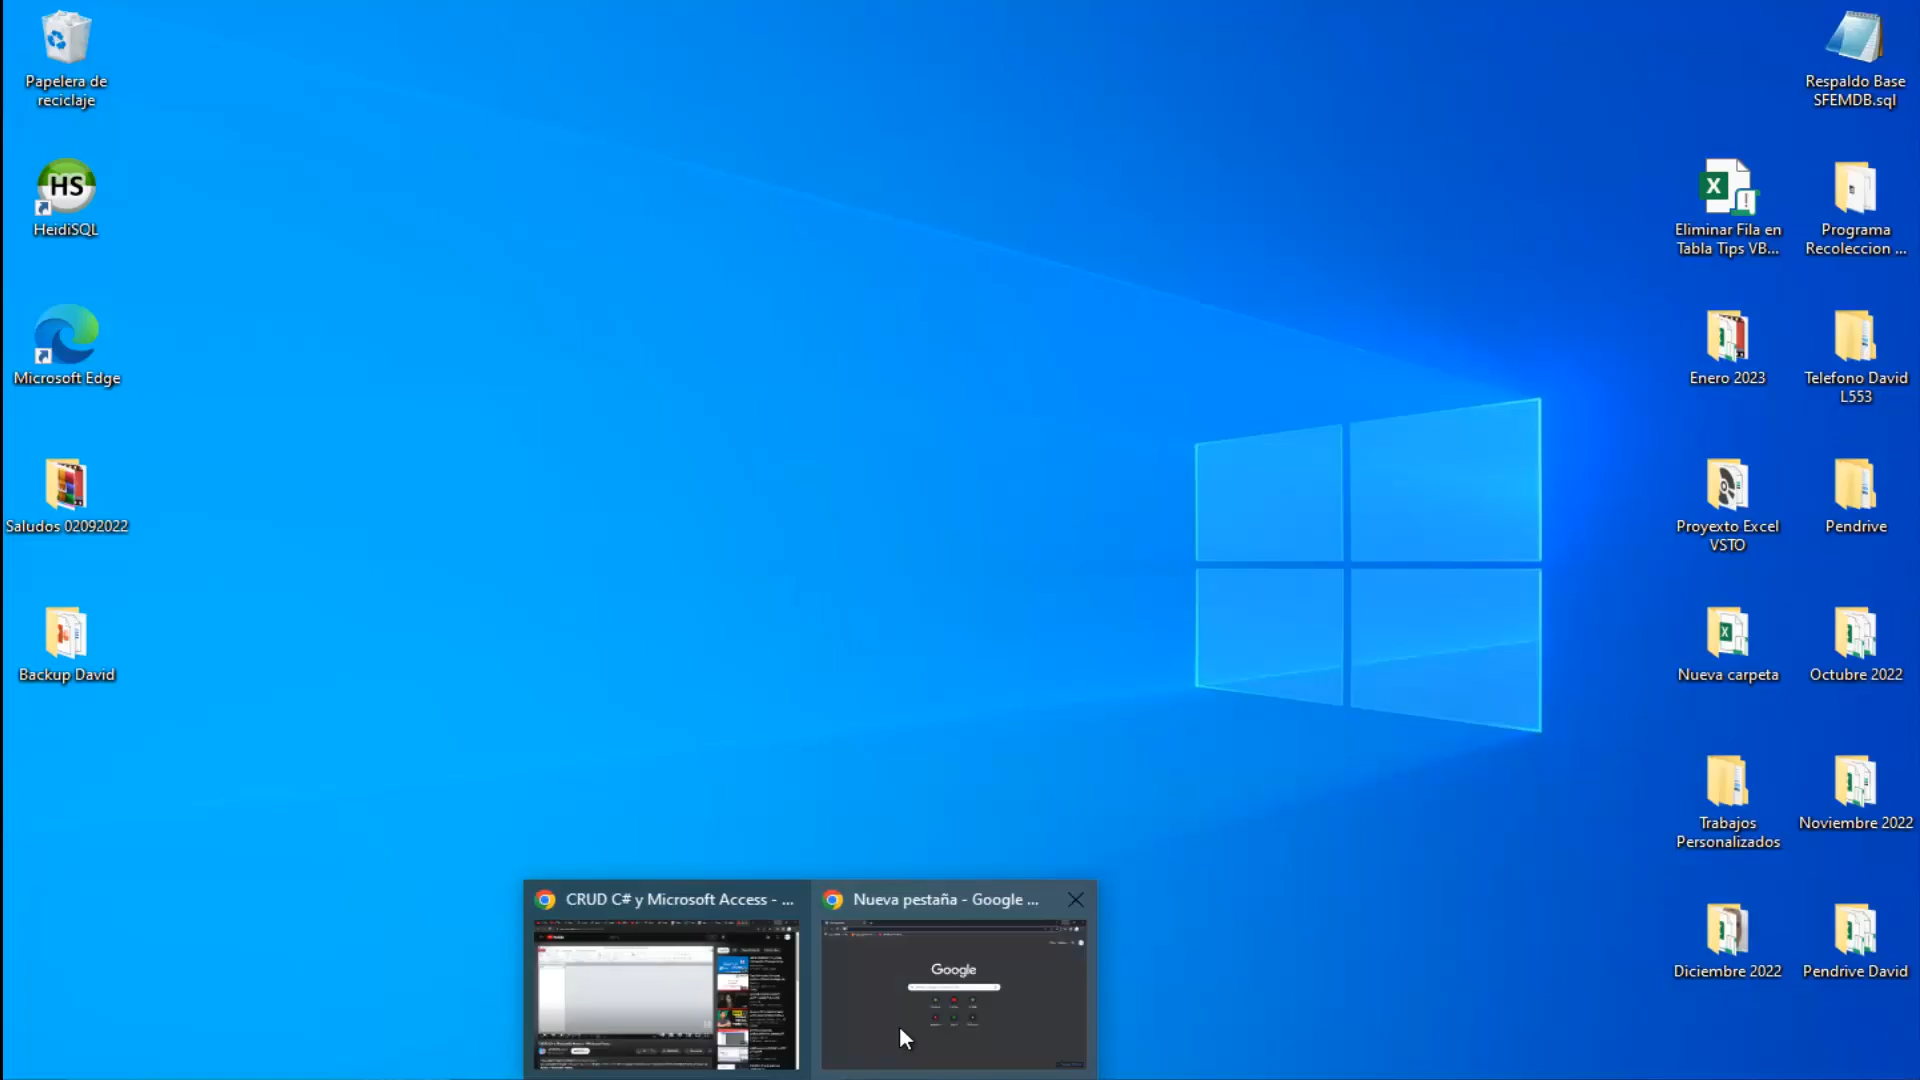 Papelera de
reciclaje
HS
HeidiSQL
Microsoft Edge
Saludos 02092022
Backup David
Respaldo Base
SFEMDB.sql
Eliminar Fila en
Tabla Tips VB...
Programa
Recoleccion ...
Enero 2023
Telefono David
L553
Proyexto Excel
VSTO
Pendrive
Nueva carpeta
Octubre 2022
Trabajos
Personalizados
Noviembre 2022
Diciembre 2022
Pendrive David
CRUD C# y Microsoft Access - ...
Nueva pestaña - Google ...
Google